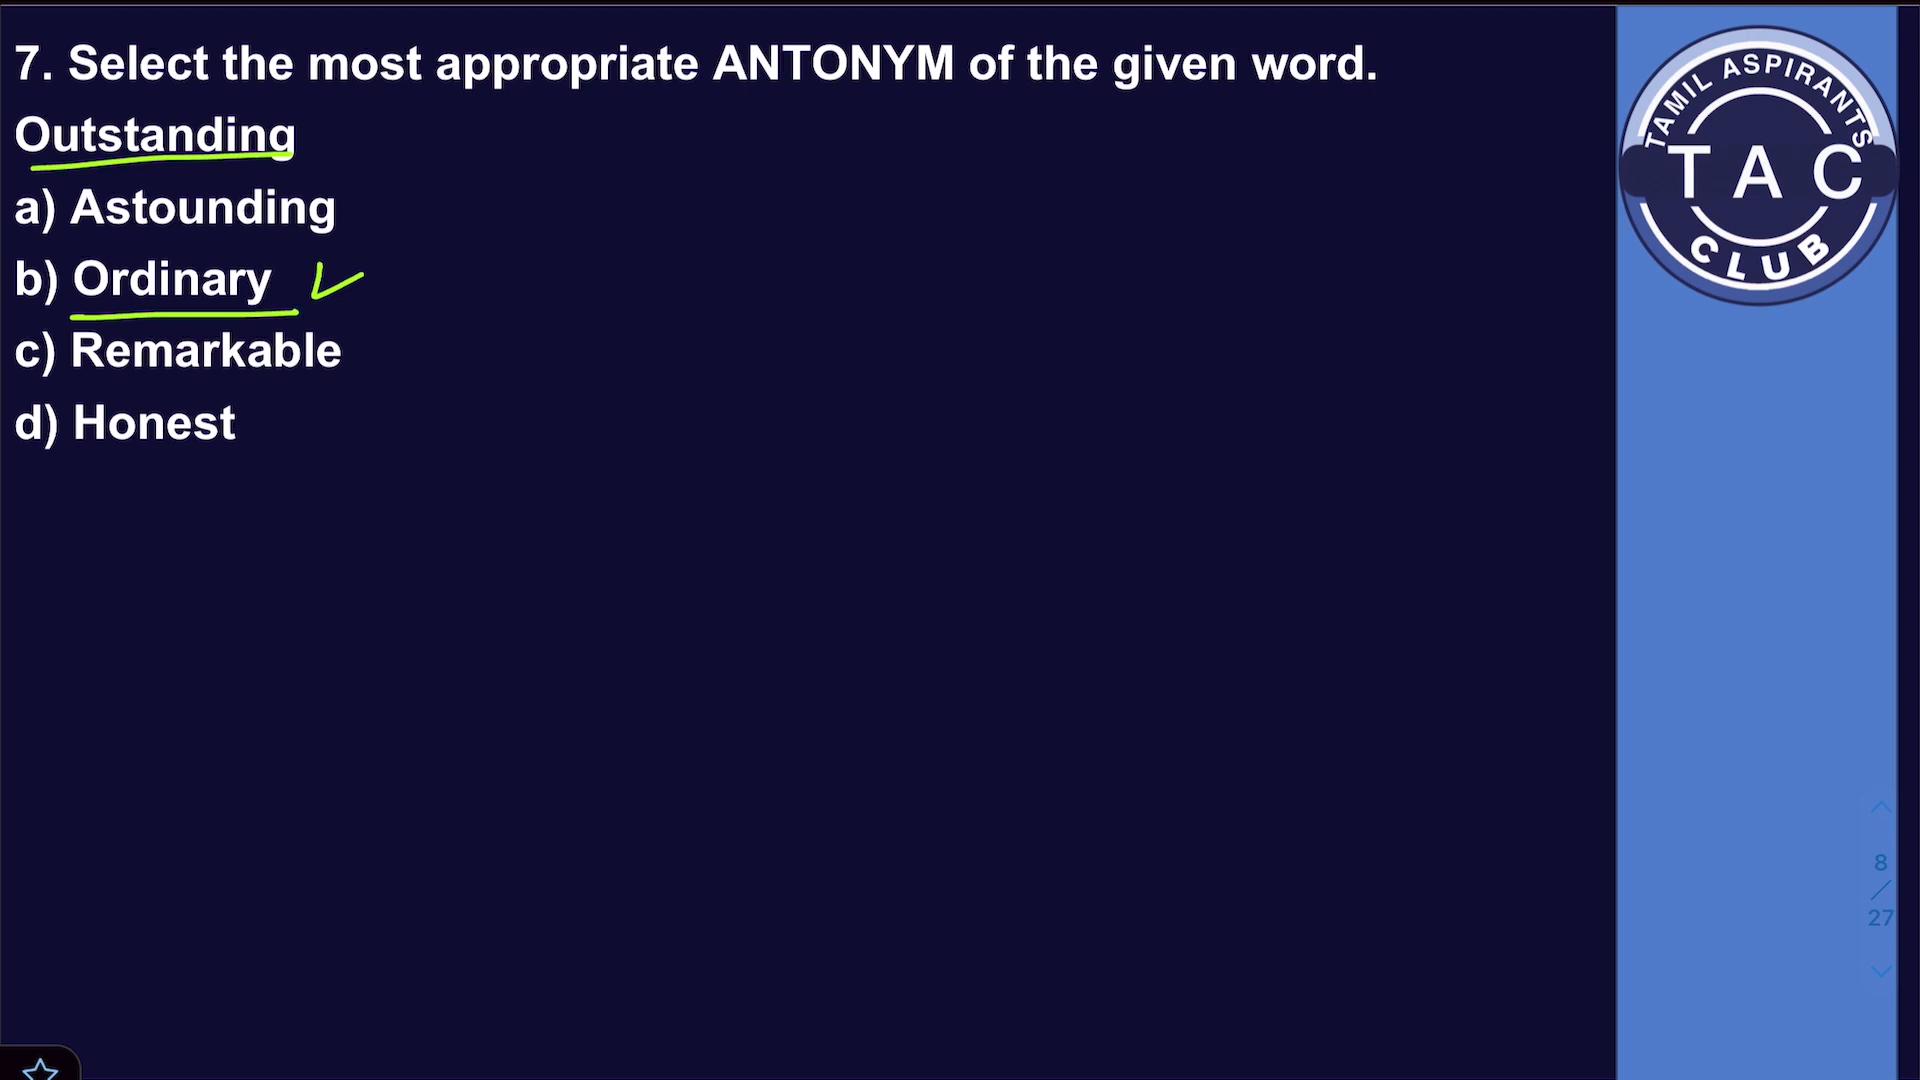 7. Select the most appropriate ANTONYM of the given word.
Outstanding
a) Astounding
b) Ordinary
c) Remarkable
d) Honest
TAMIL ASPIRANTS
TAC
CLUB
8
/
27